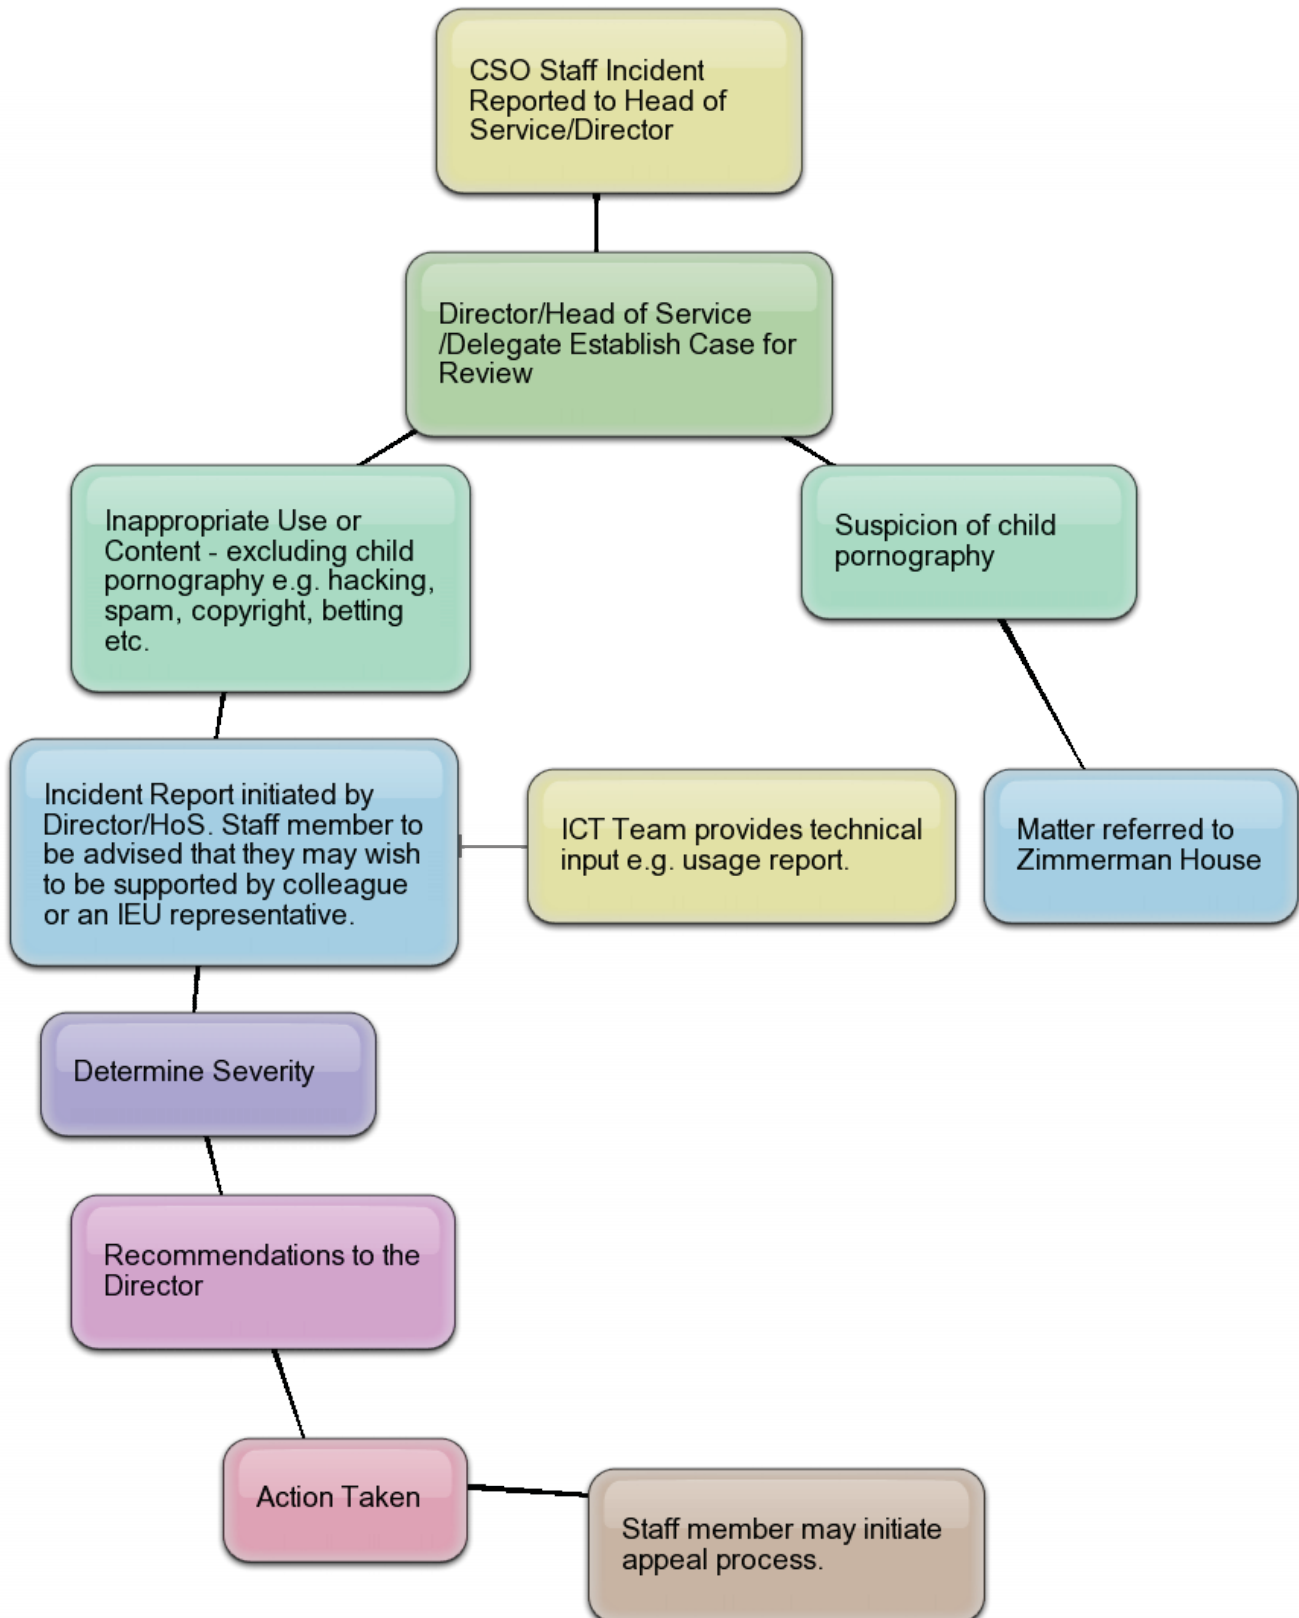 CSO Staff Incident
Reported to Head of
Service/Director
Director/Head of Service
/Delegate Establish Case for
Review
Inappropriate Use or
Content - excluding child
pornography e.g. hacking,
spam, copyright, betting
etc.
Suspicion of child
pornography
Incident Report initiated by
Director/HoS. Staff member to
be advised that they may wish
to be supported by colleague
or an IEU representative.
ICT Team provides technical
input e.g. usage report.
Matter referred to
Zimmerman House
Determine Severity
Recommendations to the
Director
Action Taken
Staff member may initiate
appeal process.